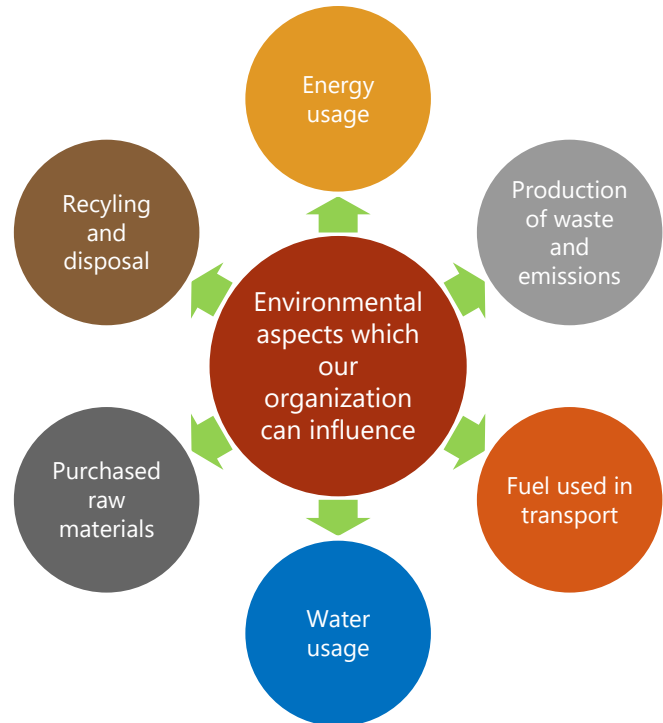 Energy
usage
Production
of waste
and
emissions
Fuel used in
transport
Water
usage
Purchased
raw
materials
Recyling
and
disposal
Environmental
aspects which
our
organization
can influence